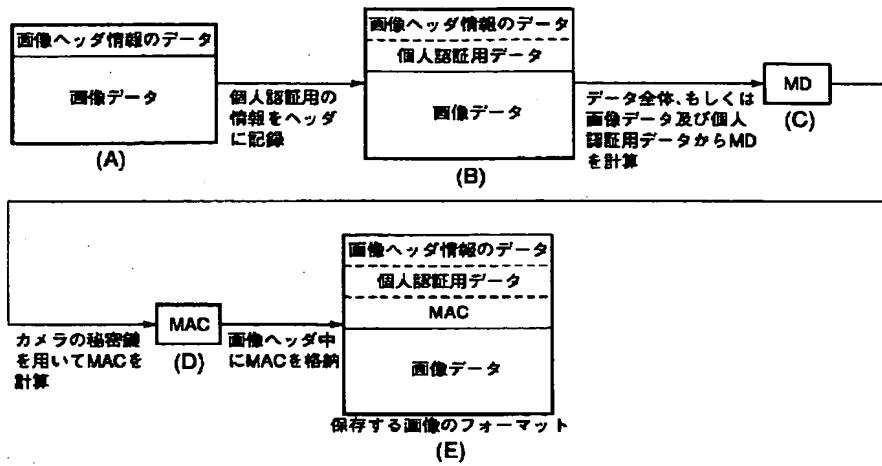 画像ヘッダ情報のデータ
画像データ
(A)
個人認証用の
情報をヘッダ
に記録
画像ヘッダ情報のデータ
個人認証用データ
画像データ
(B)
データ全体、もしくは
画像データ及び個人
認証用データからMD
を計算
MD
(C)
カメラの秘密鍵
を用いてMACを
計算
MAC
(D)
画像ヘッダ中
にMACを格納
画像ヘッダ情報のデータ
個人認証用データ
MAC
画像データ
保存する画像のフォーマット
(E)